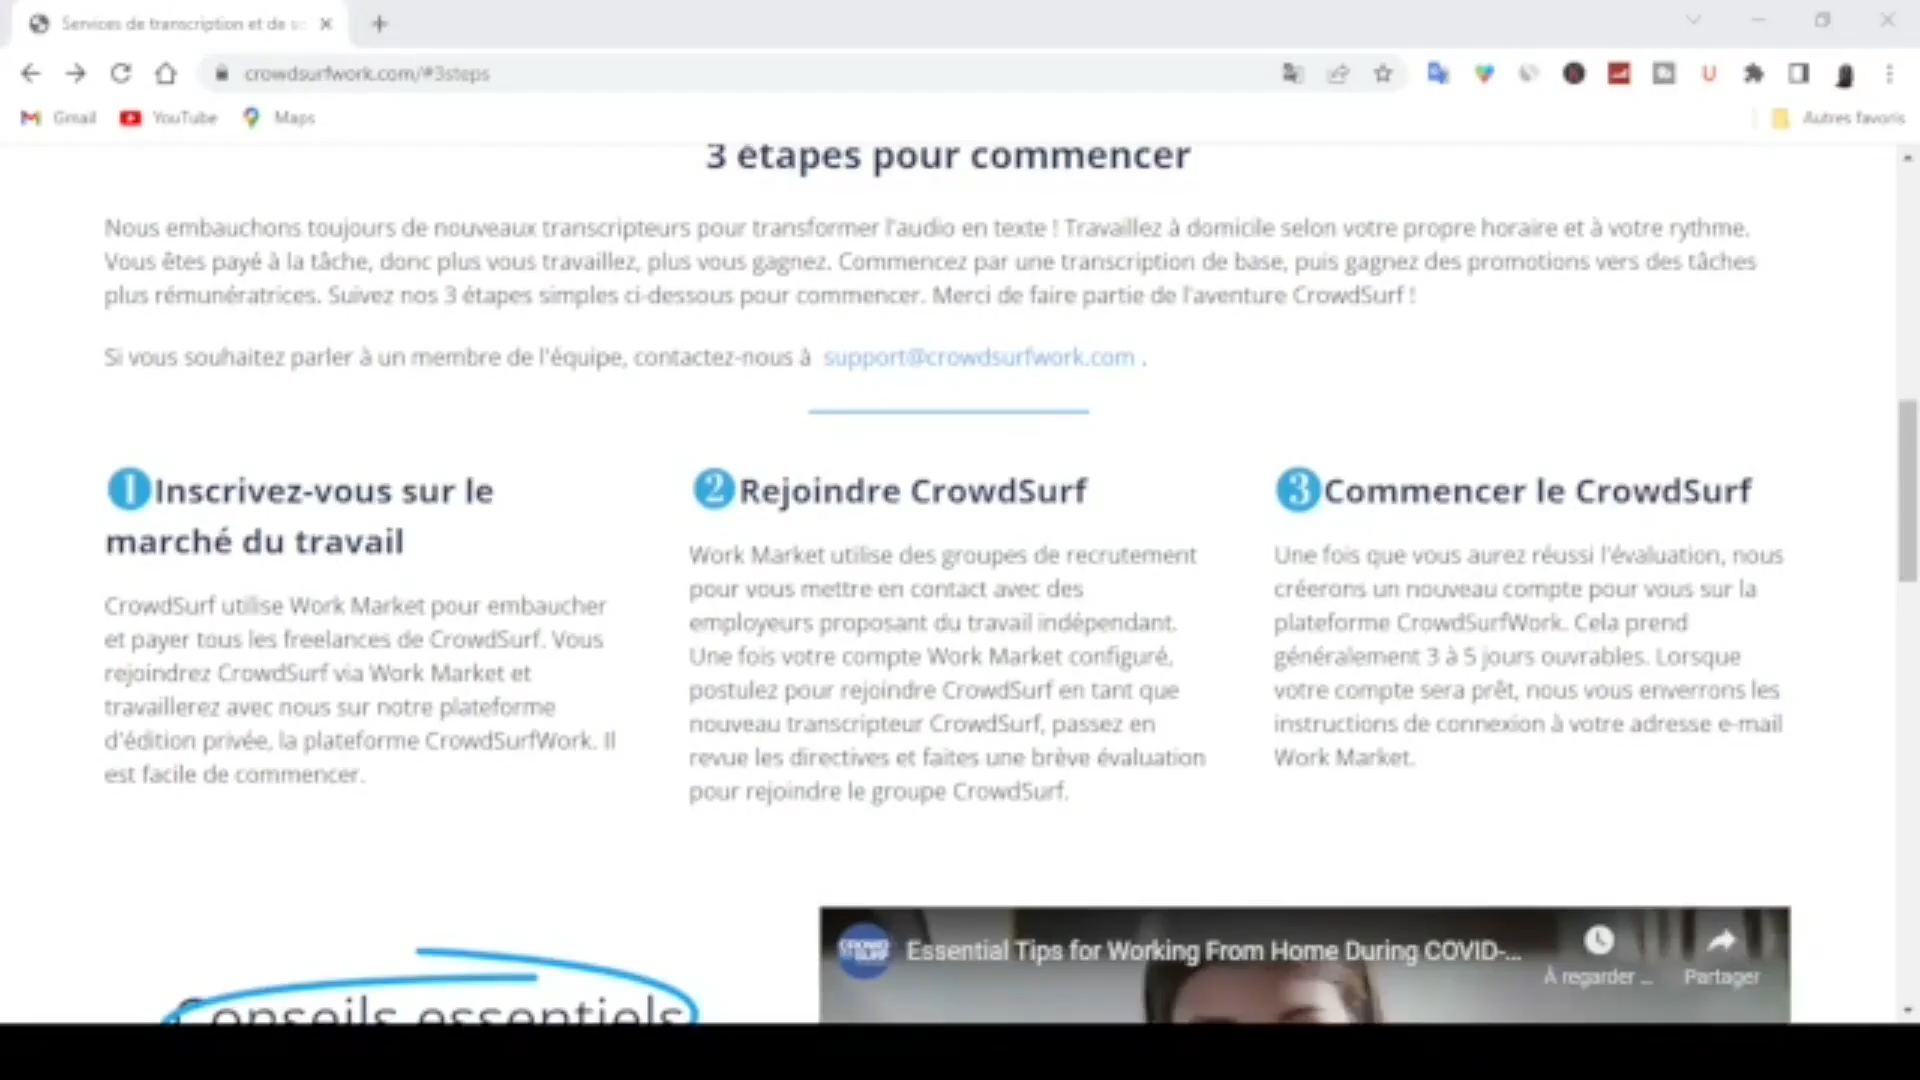 Services de transcription et de
crowdsurfwork.com/#3steps
Gmail
YouTube
Maps
Autres favoris
3 étapes pour commencer
Nous embauchons toujours de nouveaux transcripteurs pour transformer l'audio en texte ! Travaillez à domicile selon votre propre horaire et à votre rythme.
Vous êtes payé à la tâche, donc plus vous travaillez, plus vous gagnez. Commencez par une transcription de base, puis gagnez des promotions vers des tâches
plus rémunératrices. Suivez nos 3 étapes simples ci-dessous pour commencer. Merci de faire partie de l'aventure CrowdSurf !
Si vous souhaitez parler à un membre de l'équipe, contactez-nous à support@crowdsurfwork.com .
1 Inscrivez-vous sur le
marché du travail
CrowdSurf utilise Work Market pour embaucher
et payer tous les freelances de CrowdSurf. Vous
rejoindrez CrowdSurf via Work Market et
travaillerez avec nous sur notre plateforme
d'édition privée, la plateforme CrowdSurfWork. Il
est facile de commencer.
2 Rejoindre CrowdSurf
Work Market utilise des groupes de recrutement
pour vous mettre en contact avec des
employeurs proposant du travail indépendant.
Une fois votre compte Work Market configuré,
postulez pour rejoindre CrowdSurf en tant que
nouveau transcripteur CrowdSurf, passez en
revue les directives et faites une brève évaluation
pour rejoindre le groupe CrowdSurf.
3 Commencer le CrowdSurf
Une fois que vous aurez réussi l'évaluation, nous
créerons un nouveau compte pour vous sur la
plateforme CrowdSurfWork. Cela prend
généralement 3 à 5 jours ouvrables. Lorsque
votre compte sera prêt, nous vous enverrons les
instructions de connexion à votre adresse e-mail
Work Market.
Conseils essentiels
CROWD SURF
Essential Tips for Working From Home During COVID-...
À regarder ...
Partager